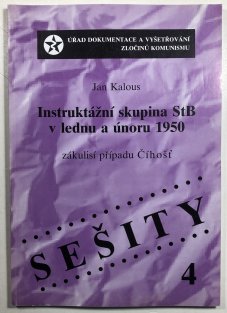 ÚŘAD DOKUMENTACE A VYŠETŘOVÁNÍ
ZLOČINŮ KOMUNISMU
Jan Kalous
Instruktážní skupina StB
v lednu a únoru 1950
zákulisí případu Číhošť
SEŠITY
4